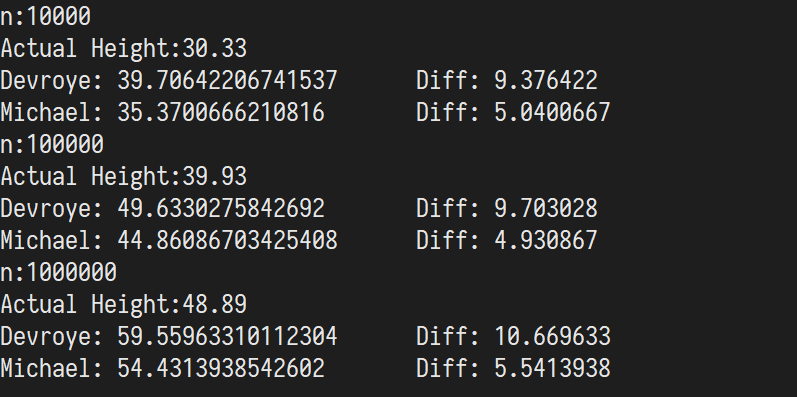 n:10000
Actual Height:30.33
Devroye: 39.70642206741537      Diff: 9.376422
Michael: 35.3700666210816       Diff: 5.0400667
n:100000
Actual Height:39.93
Devroye: 49.6330275842692       Diff: 9.703028
Michael: 44.86086703425408      Diff: 4.930867
n:1000000
Actual Height:48.89
Devroye: 59.55963310112304      Diff: 10.669633
Michael: 54.4313938542602       Diff: 5.5413938